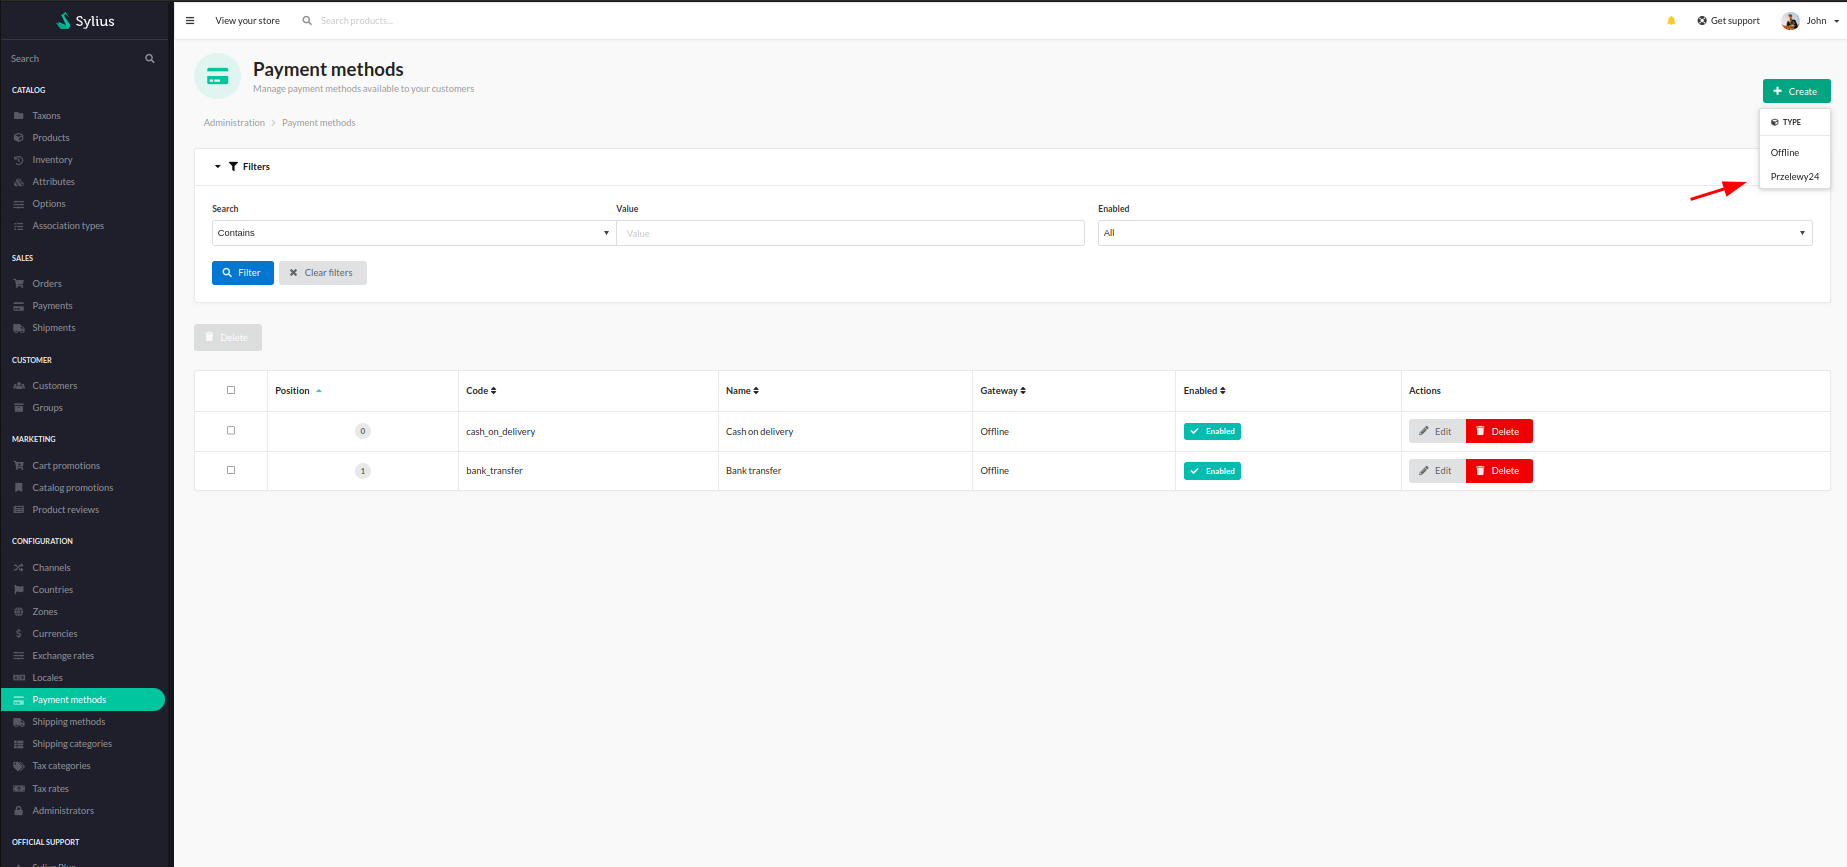 Sylius
View your store
Search products...
Get support
John
Search
CATALOG
Taxons
Products
Inventory
Attributes
Options
Association types
SALES
Orders
Payments
Shipments
CUSTOMER
Customers
Groups
MARKETING
Cart promotions
Catalog promotions
Product reviews
CONFIGURATION
Channels
Countries
Zones
Currencies
Exchange rates
Locales
Payment methods
Shipping methods
Shipping categories
Tax categories
Tax rates
Administrators
OFFICIAL SUPPORT
Sylius Plus
Payment methods
Manage payment methods available to your customers
Administration
Payment methods
Create
TYPE
Offline
Przelewy24
Filters
Search Value Enabled
Contains Value All
Filter Clear filters
Delete
Position Code Name Gateway Enabled Actions
0 cash_on_delivery Cash on delivery Offline Enabled Edit Delete
1 bank_transfer Bank transfer Offline Enabled Edit Delete